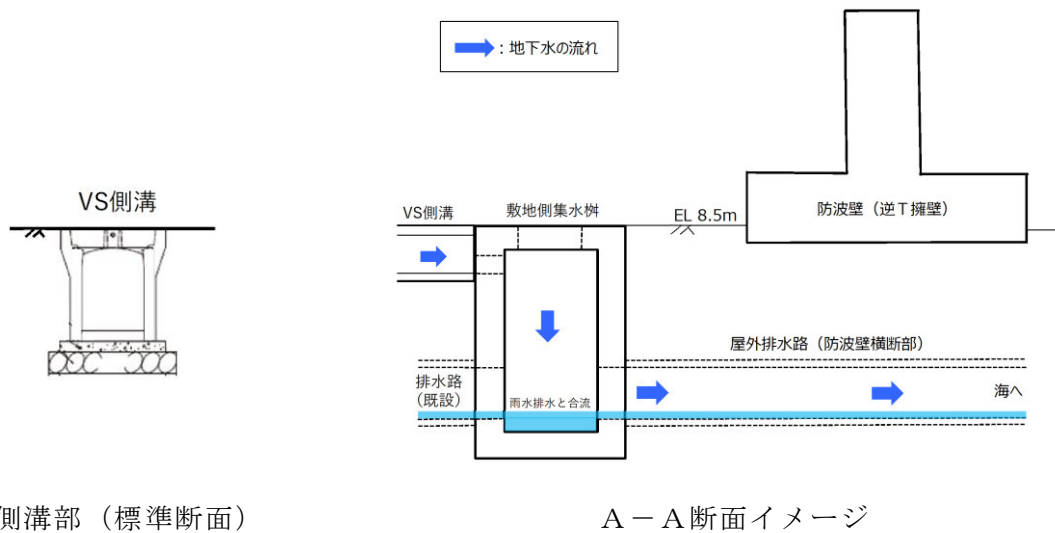 ：地下水の流れ
VS側溝
VS側溝
敷地側集水桝
EL 8.5m
防波壁（逆Ｔ擁壁）
屋外排水路（防波壁横断部）
排水路
（既設）
雨水排水と合流
海へ
側溝部（標準断面）
Ａ－Ａ断面イメージ